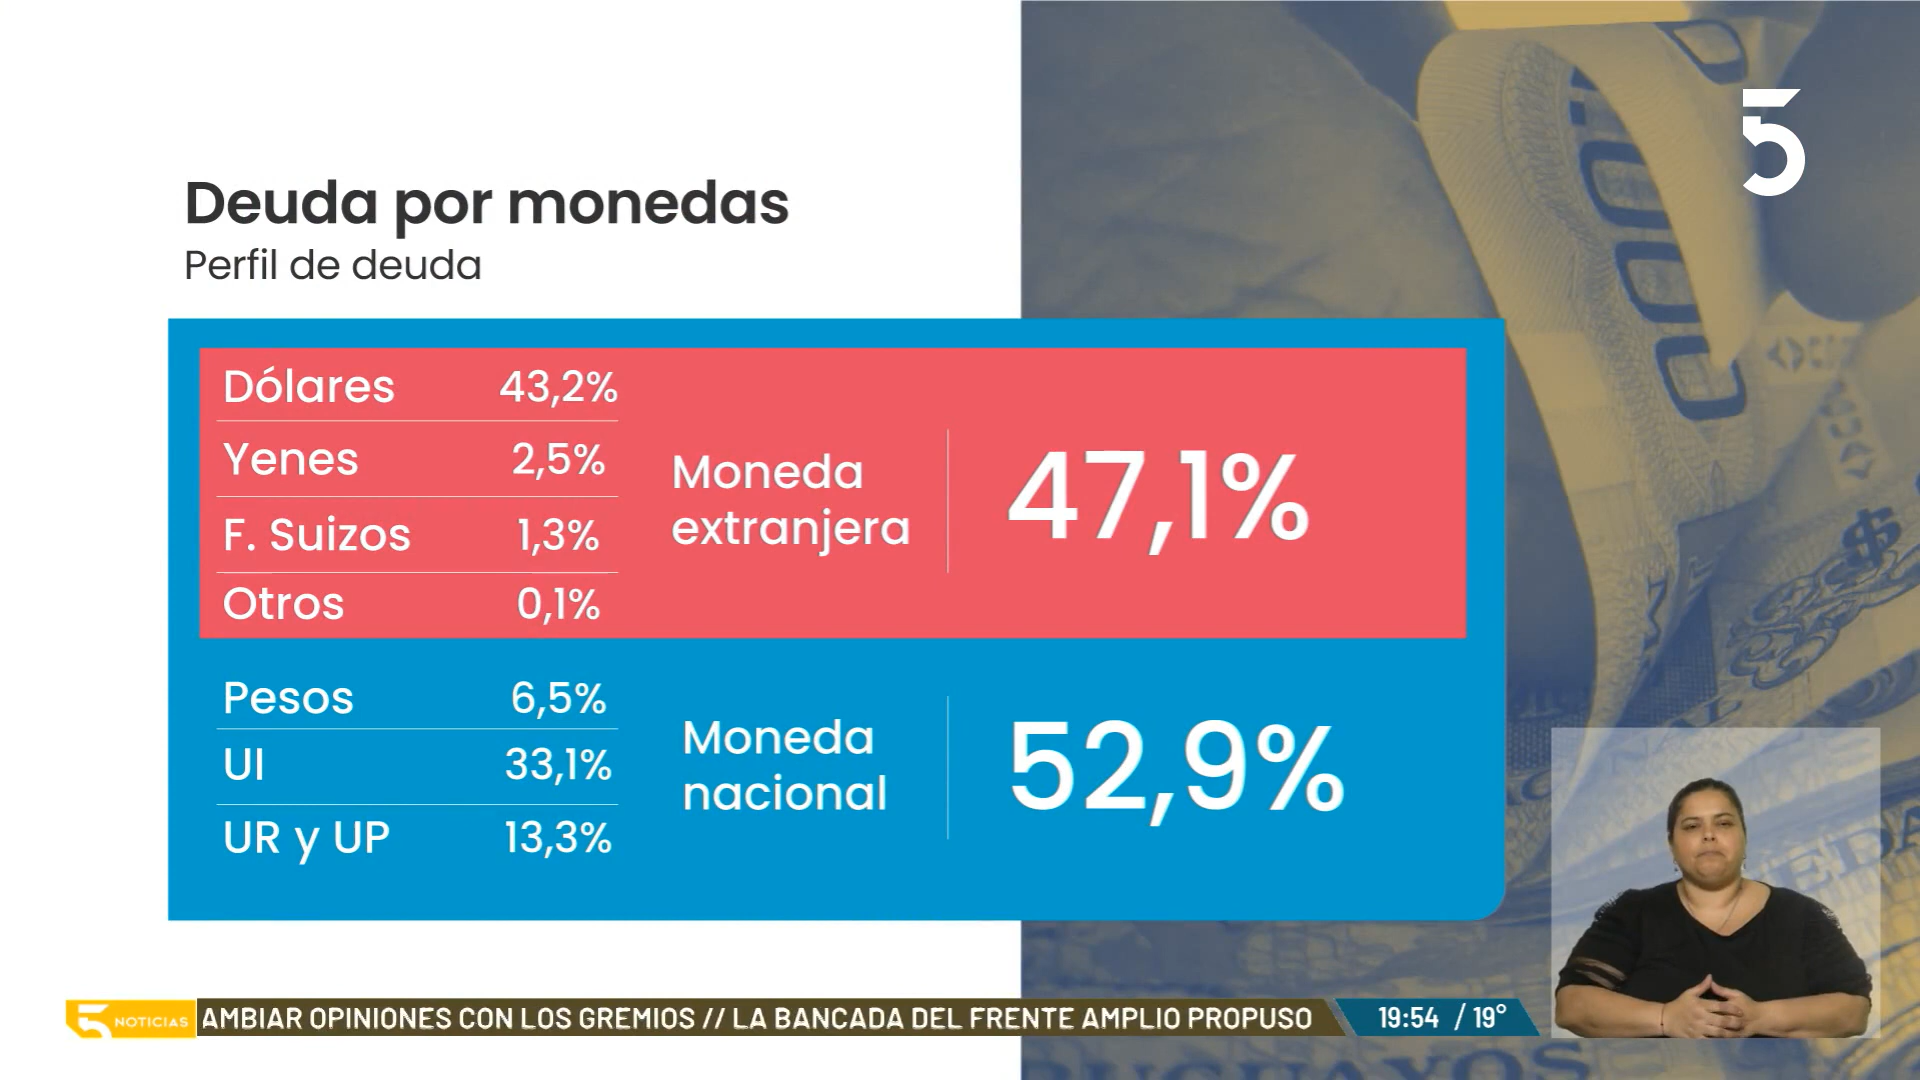 5
Deuda por monedas
Perfil de deuda
Dólares 43,2%
Yenes 2,5%
F. Suizos 1,3%
Otros 0,1%
Moneda
extranjera
47,1%
Pesos 6,5%
UI 33,1%
UR y UP 13,3%
Moneda
nacional
52,9%
5 NOTICIAS
AMBIAR OPINIONES CON LOS GREMIOS // LA BANCADA DEL FRENTE AMPLIO PROPUSO
19:54 / 19°